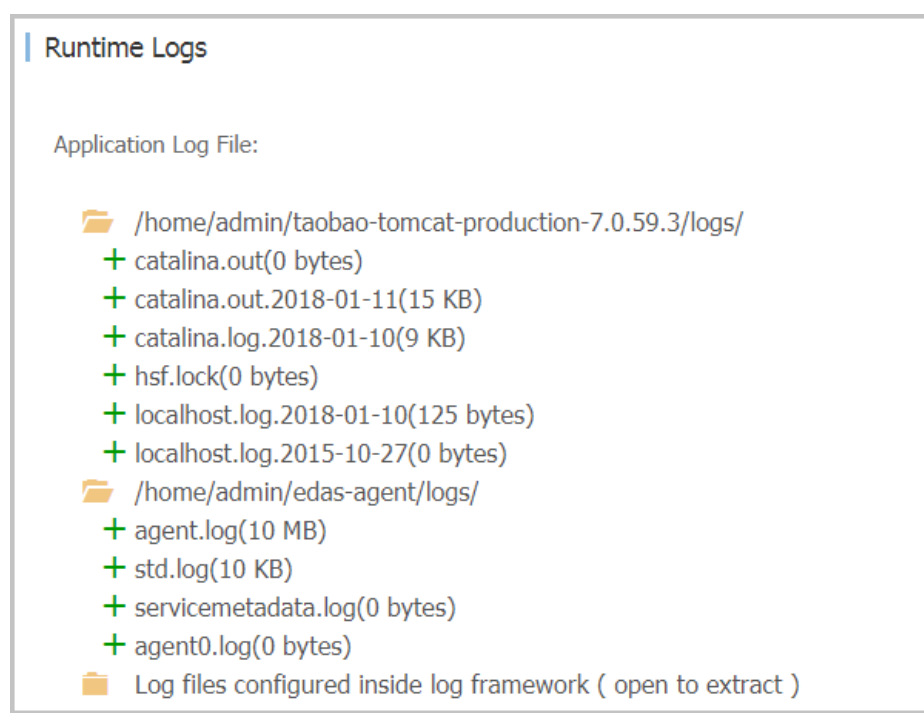 Runtime Logs
Application Log File:
/home/admin/taobao-tomcat-production-7.0.59.3/logs/
catalina.out(0 bytes)
catalina.out.2018-01-11(15 KB)
catalina.log.2018-01-10(9 KB)
hsf.lock(0 bytes)
localhost.log.2018-01-10(125 bytes)
localhost.log.2015-10-27(0 bytes)
/home/admin/edas-agent/logs/
agent.log(10 MB)
std.log(10 KB)
servicemetadata.log(0 bytes)
agent0.log(0 bytes)
Log files configured inside log framework ( open to extract )